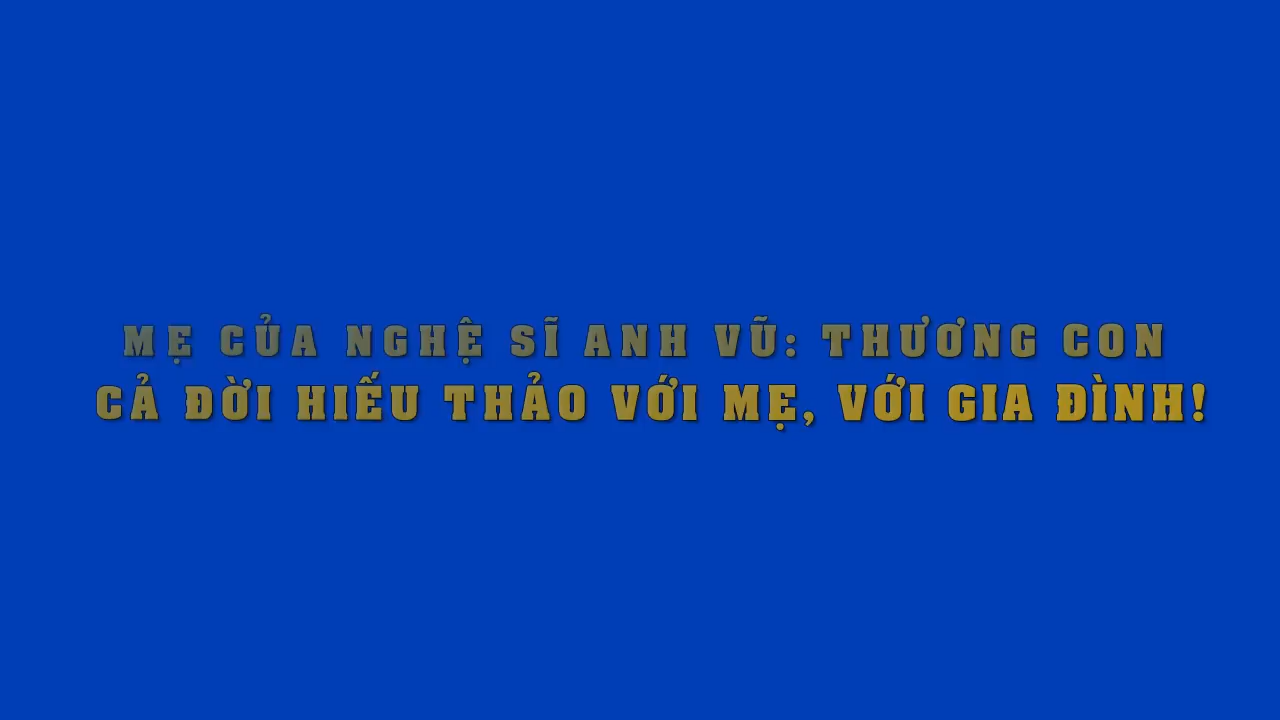 MẸ CỦA NGHỆ SĨ ANH VŨ: THƯƠNG CON
CẢ ĐỜI HIẾU THẢO VỚI MẸ, VỚI GIA ĐÌNH!